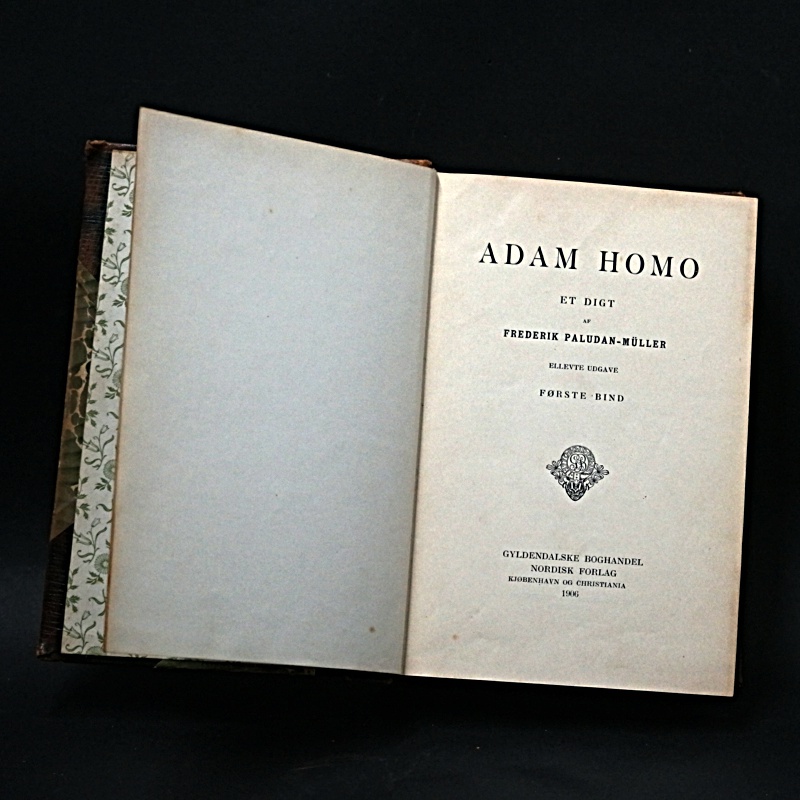 ADAM HOMO
ET DIGT
AF
FREDERIK PALUDAN-MÜLLER
ELLEVTE UDGAVE
FØRSTE BIND
GYLDENDALSKE BOGHANDEL
NORDISK FORLAG
KJØBENHAVN OG CHRISTIANIA
1906